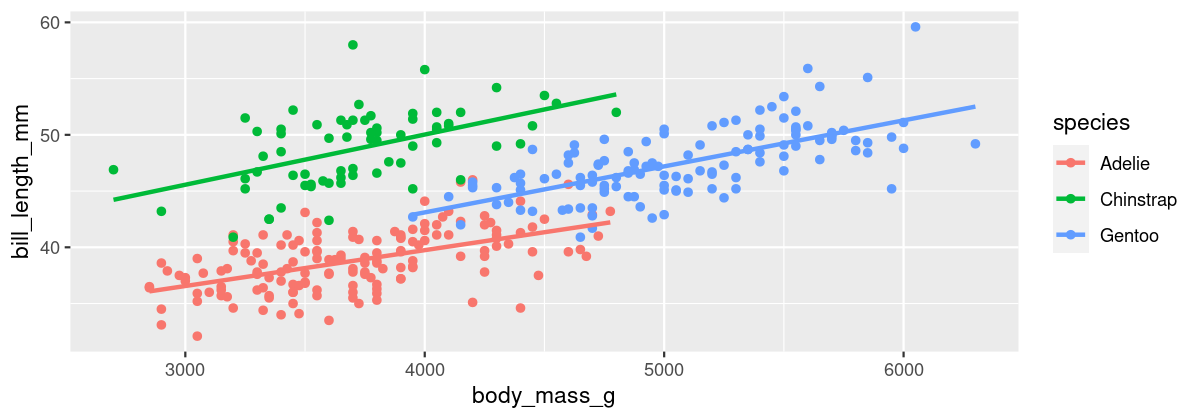 60
50
40
bill_length_mm
3000
4000
5000
6000
body_mass_g
species
Adelie
Chinstrap
Gentoo